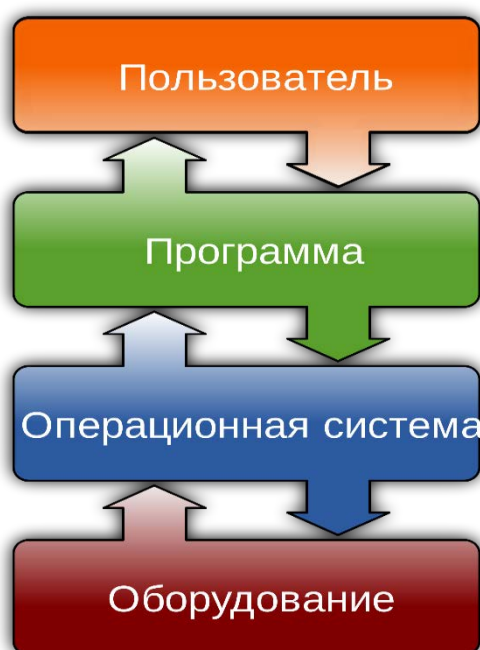 Пользователь
Программа
Операционная система
Оборудование